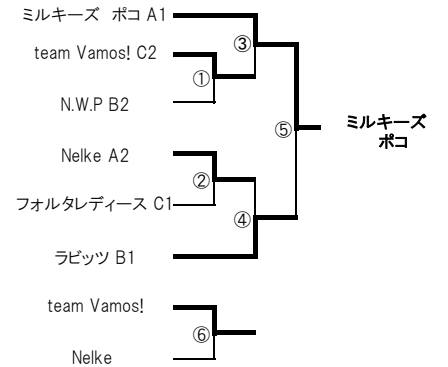 ミルキーズ ポコ A1
③
team Vamos! C2
①
N.W.P B2
⑤
ミルキーズ
ポコ
Nelke A2
②
フォルタレディース C1
④
ラビッツ B1
team Vamos!
⑥
Nelke